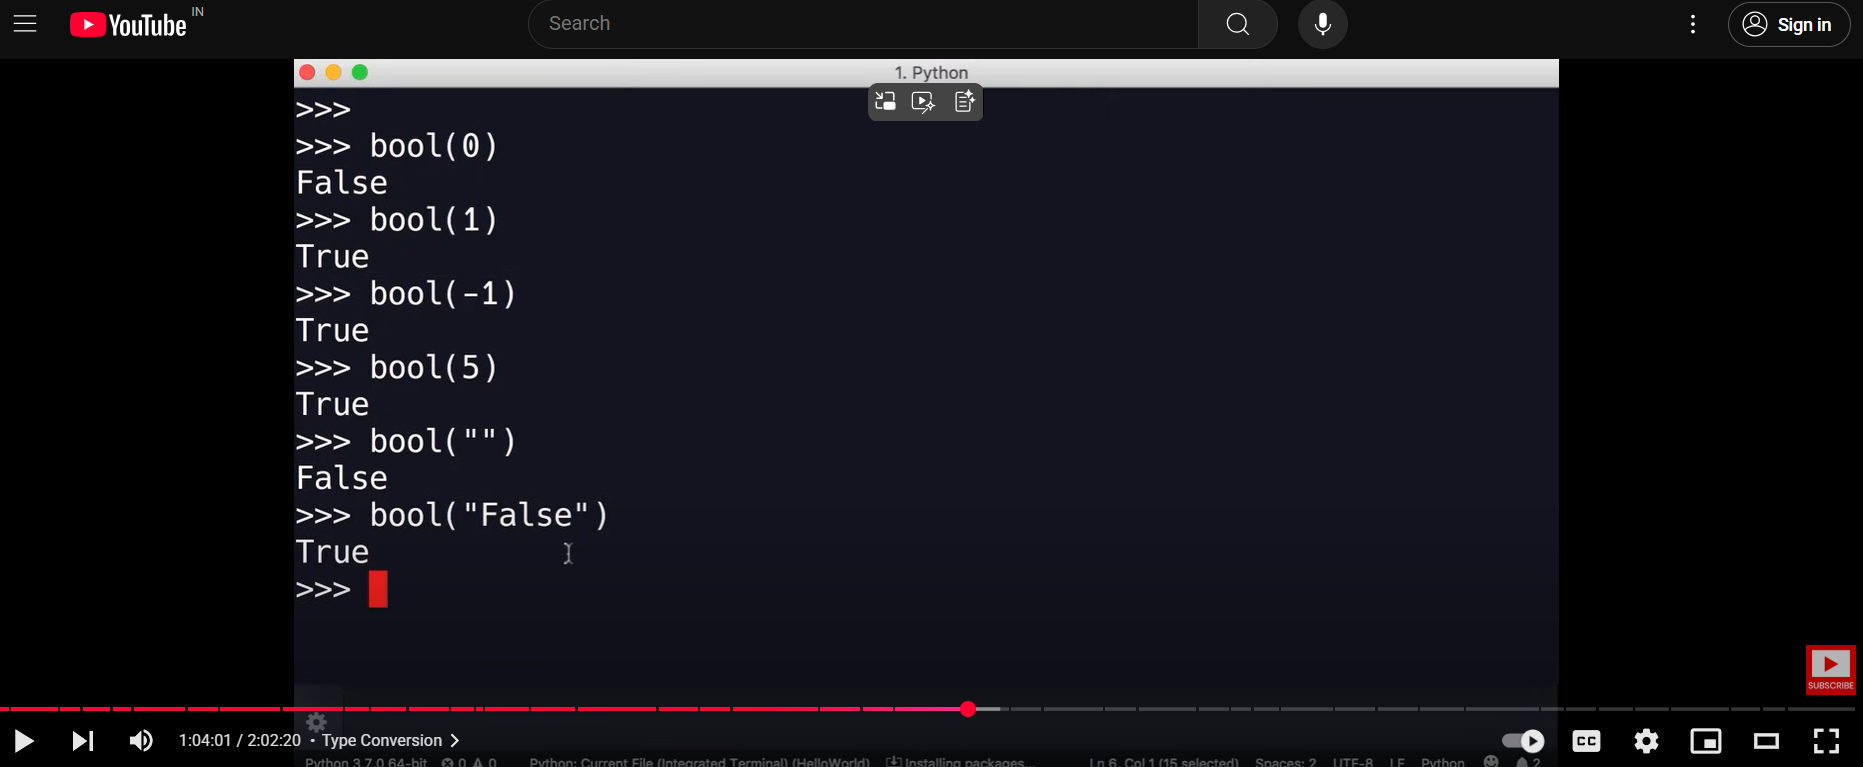 YouTube IN
Search
Sign in
1. Python
>>>
>>> bool(0)
False
>>> bool(1)
True
>>> bool(-1)
True
>>> bool(5)
True
>>> bool("")
False
>>> bool("False")
True
>>>
SUBSCRIBE
1:04:01 / 2:02:20 • Type Conversion
CC
Python 3.7.0 64-bit 0 0 Python: Current File (Integrated Terminal) (HelloWorld) Installing packages... Ln 6, Col 1 (15 selected) Spaces: 2 UTF-8 LF Python 2